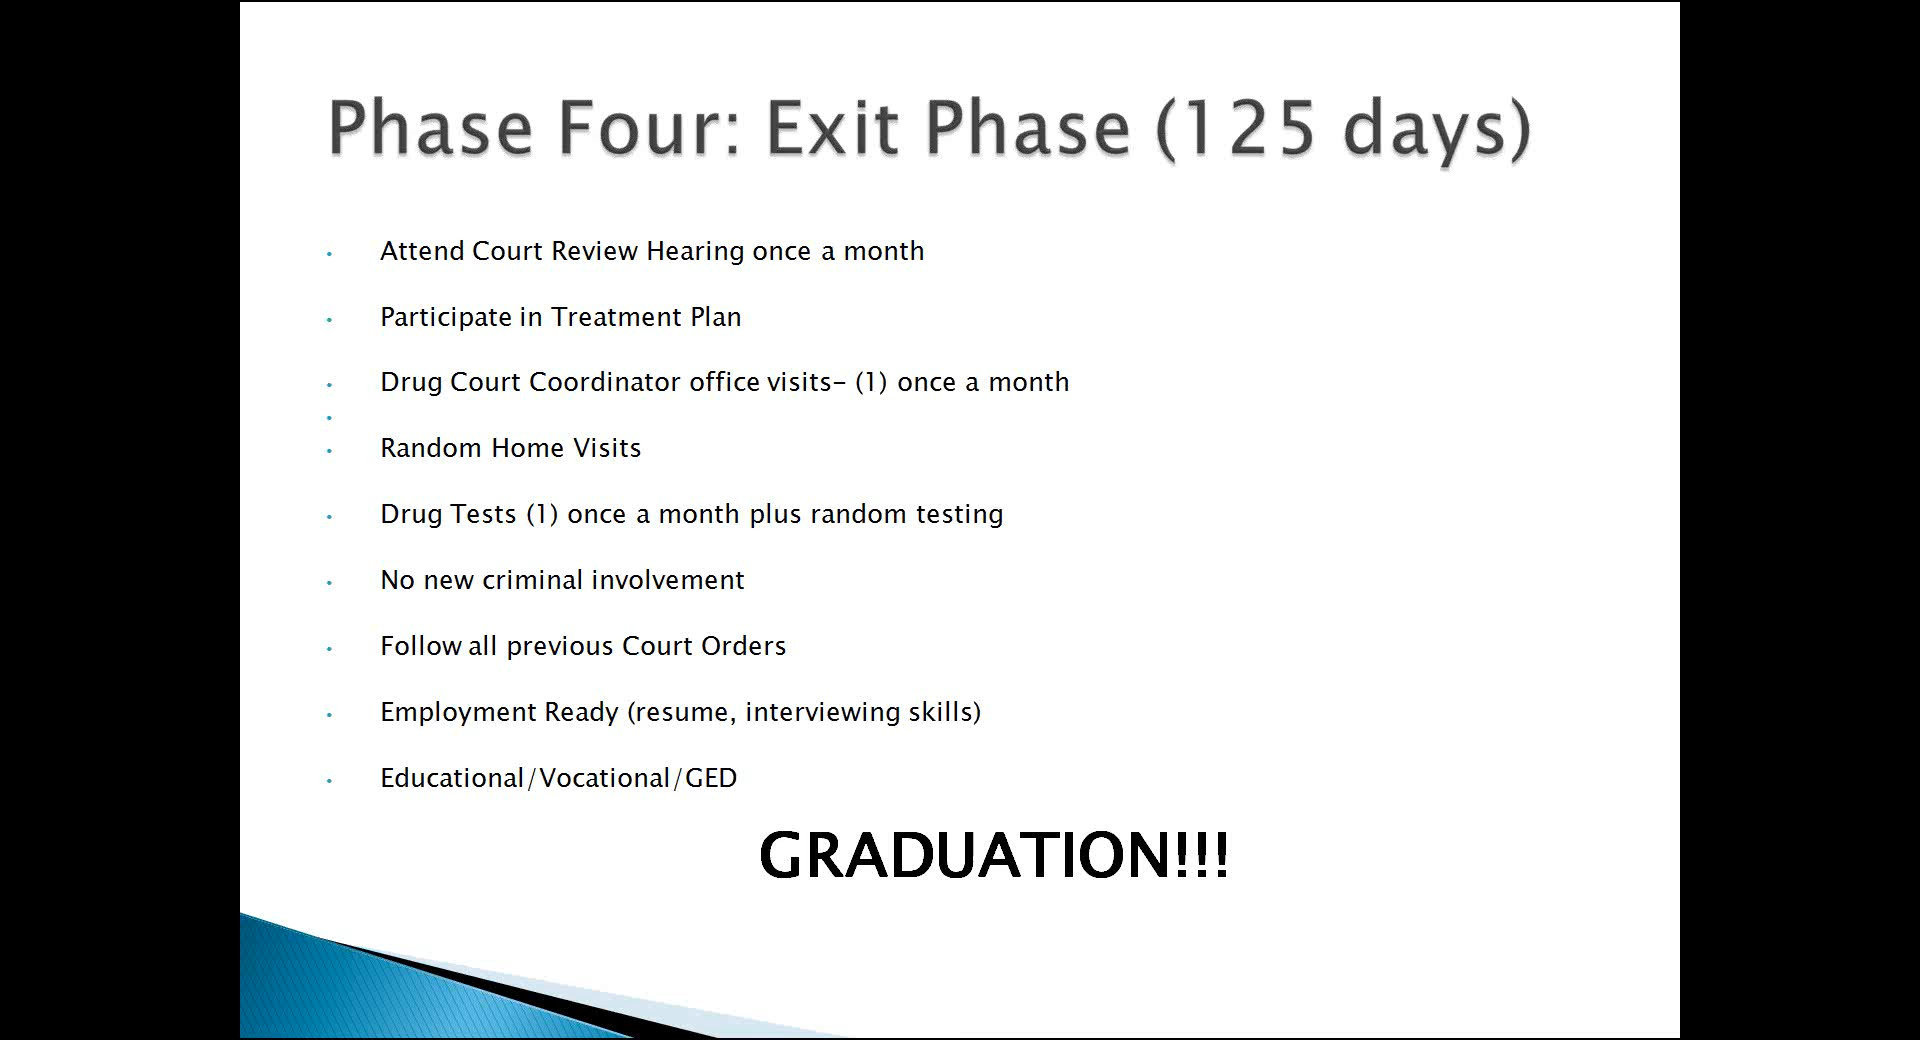 Phase Four: Exit Phase (125 days)
• Attend Court Review Hearing once a month
• Participate in Treatment Plan
• Drug Court Coordinator office visits- (1) once a month
•
• Random Home Visits
• Drug Tests (1) once a month plus random testing
• No new criminal involvement
• Follow all previous Court Orders
• Employment Ready (resume, interviewing skills)
• Educational/Vocational/GED
GRADUATION!!!